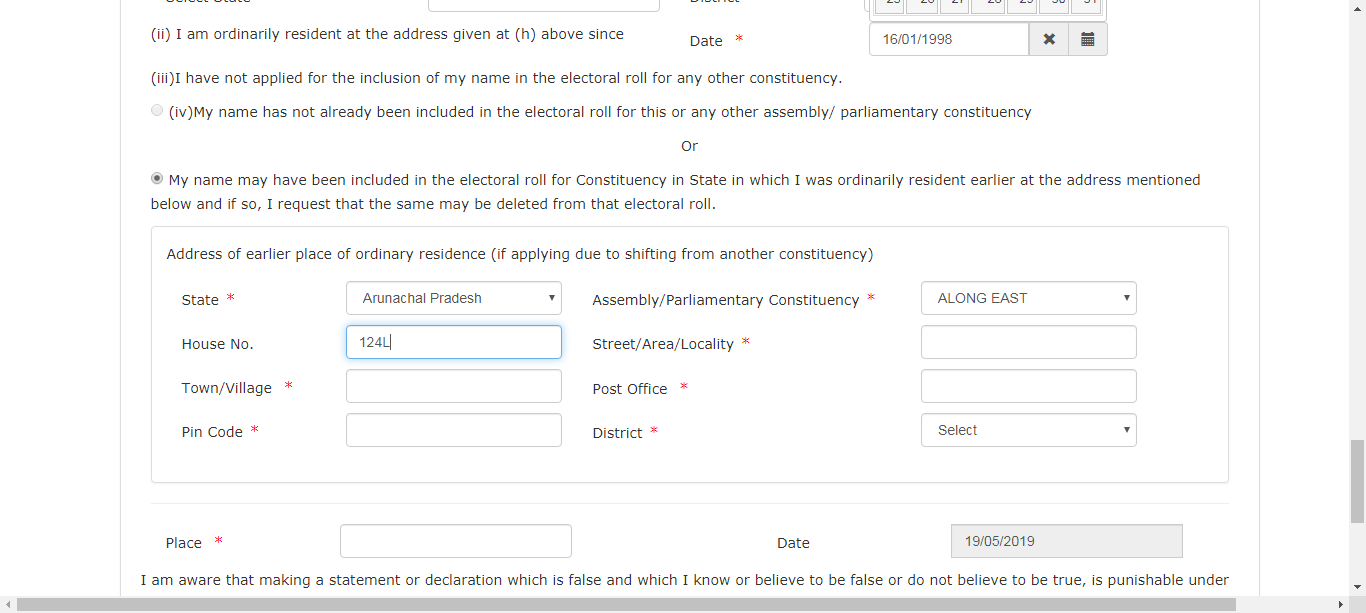 (ii) I am ordinarily resident at the address given at (h) above since
Date * 16/01/1998
(iii)I have not applied for the inclusion of my name in the electoral roll for any other constituency.
(iv)My name has not already been included in the electoral roll for this or any other assembly/ parliamentary constituency
Or
My name may have been included in the electoral roll for Constituency in State in which I was ordinarily resident earlier at the address mentioned
below and if so, I request that the same may be deleted from that electoral roll.
Address of earlier place of ordinary residence (if applying due to shifting from another constituency)
State * Arunachal Pradesh Assembly/Parliamentary Constituency * ALONG EAST
House No. 124L Street/Area/Locality *
Town/Village * Post Office *
Pin Code * District * Select
Place * Date 19/05/2019
I am aware that making a statement or declaration which is false and which I know or believe to be false or do not believe to be true, is punishable under